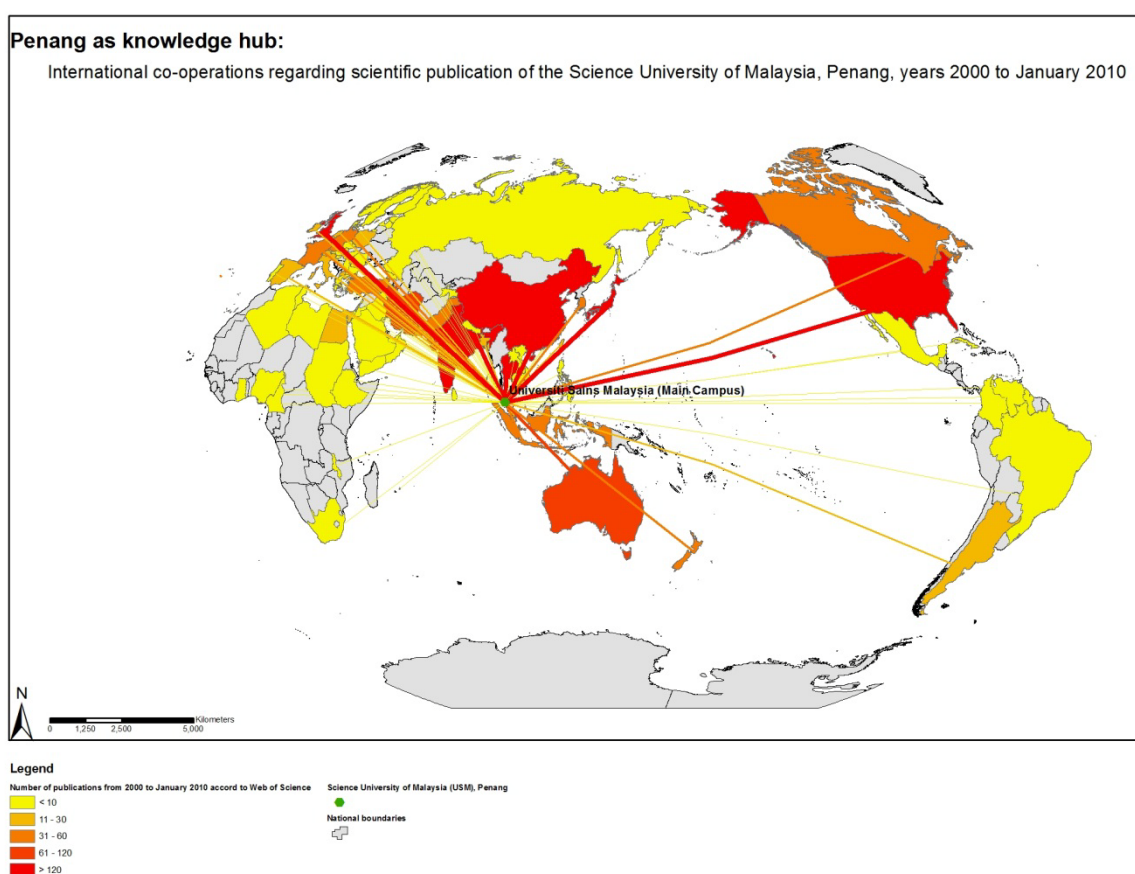 Penang as knowledge hub:
International co-operations regarding scientific publication of the Science University of Malaysia, Penang, years 2000 to January 2010
Universiti Sains Malaysia (Main Campus)
N
Kilometers
0 1,250 2,500 5,000
Legend
Number of publications from 2000 to January 2010 accord to Web of Science
< 10
11 - 30
31 - 60
61 - 120
> 120
Science University of Malaysia (USM), Penang
National boundaries